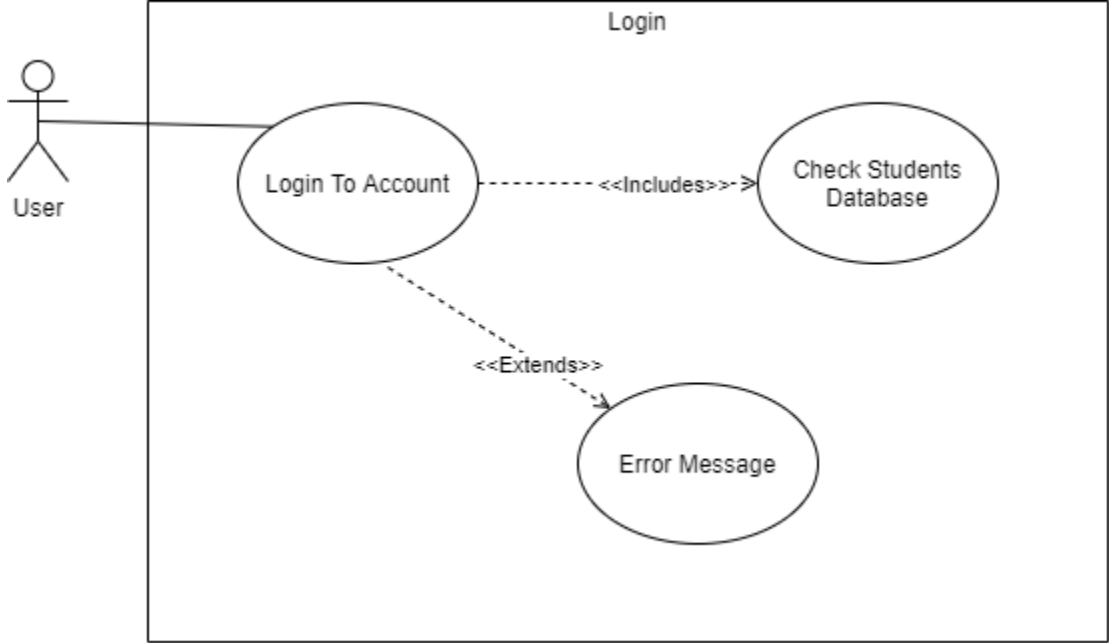 Login
User
Login To Account
<<Includes>>
Check Students
Database
<<Extends>>
Error Message